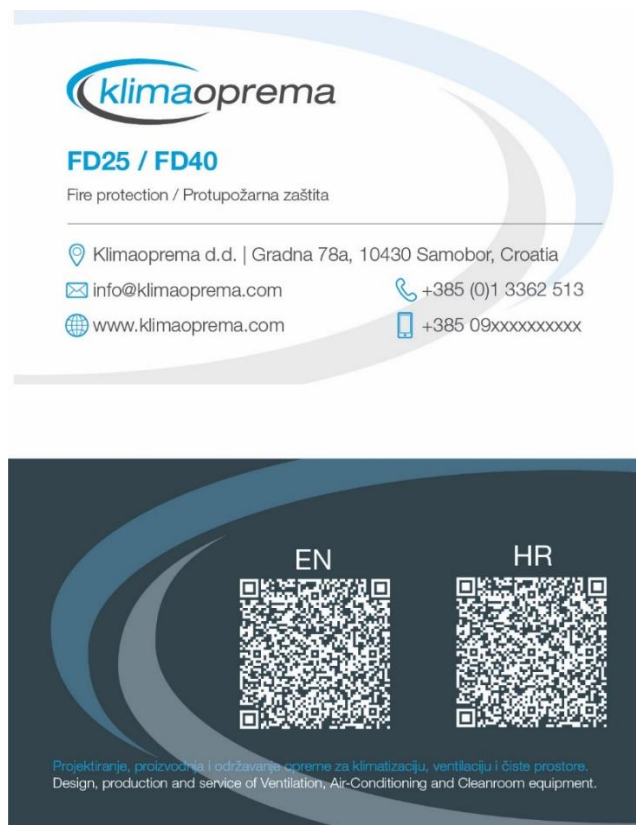 klimaoprema
FD25 / FD40
Fire protection / Protupožarna zaštita
Klimaoprema d.d. | Gradna 78a, 10430 Samobor, Croatia
info@klimaoprema.com
+385 (0)1 3362 513
www.klimaoprema.com
+385 09xxxxxxxxxx
EN
HR
Projektiranje, proizvodnja i održavanje opreme za klimatizaciju, ventilaciju i čiste prostore.
Design, production and service of Ventilation, Air-Conditioning and Cleanroom equipment.